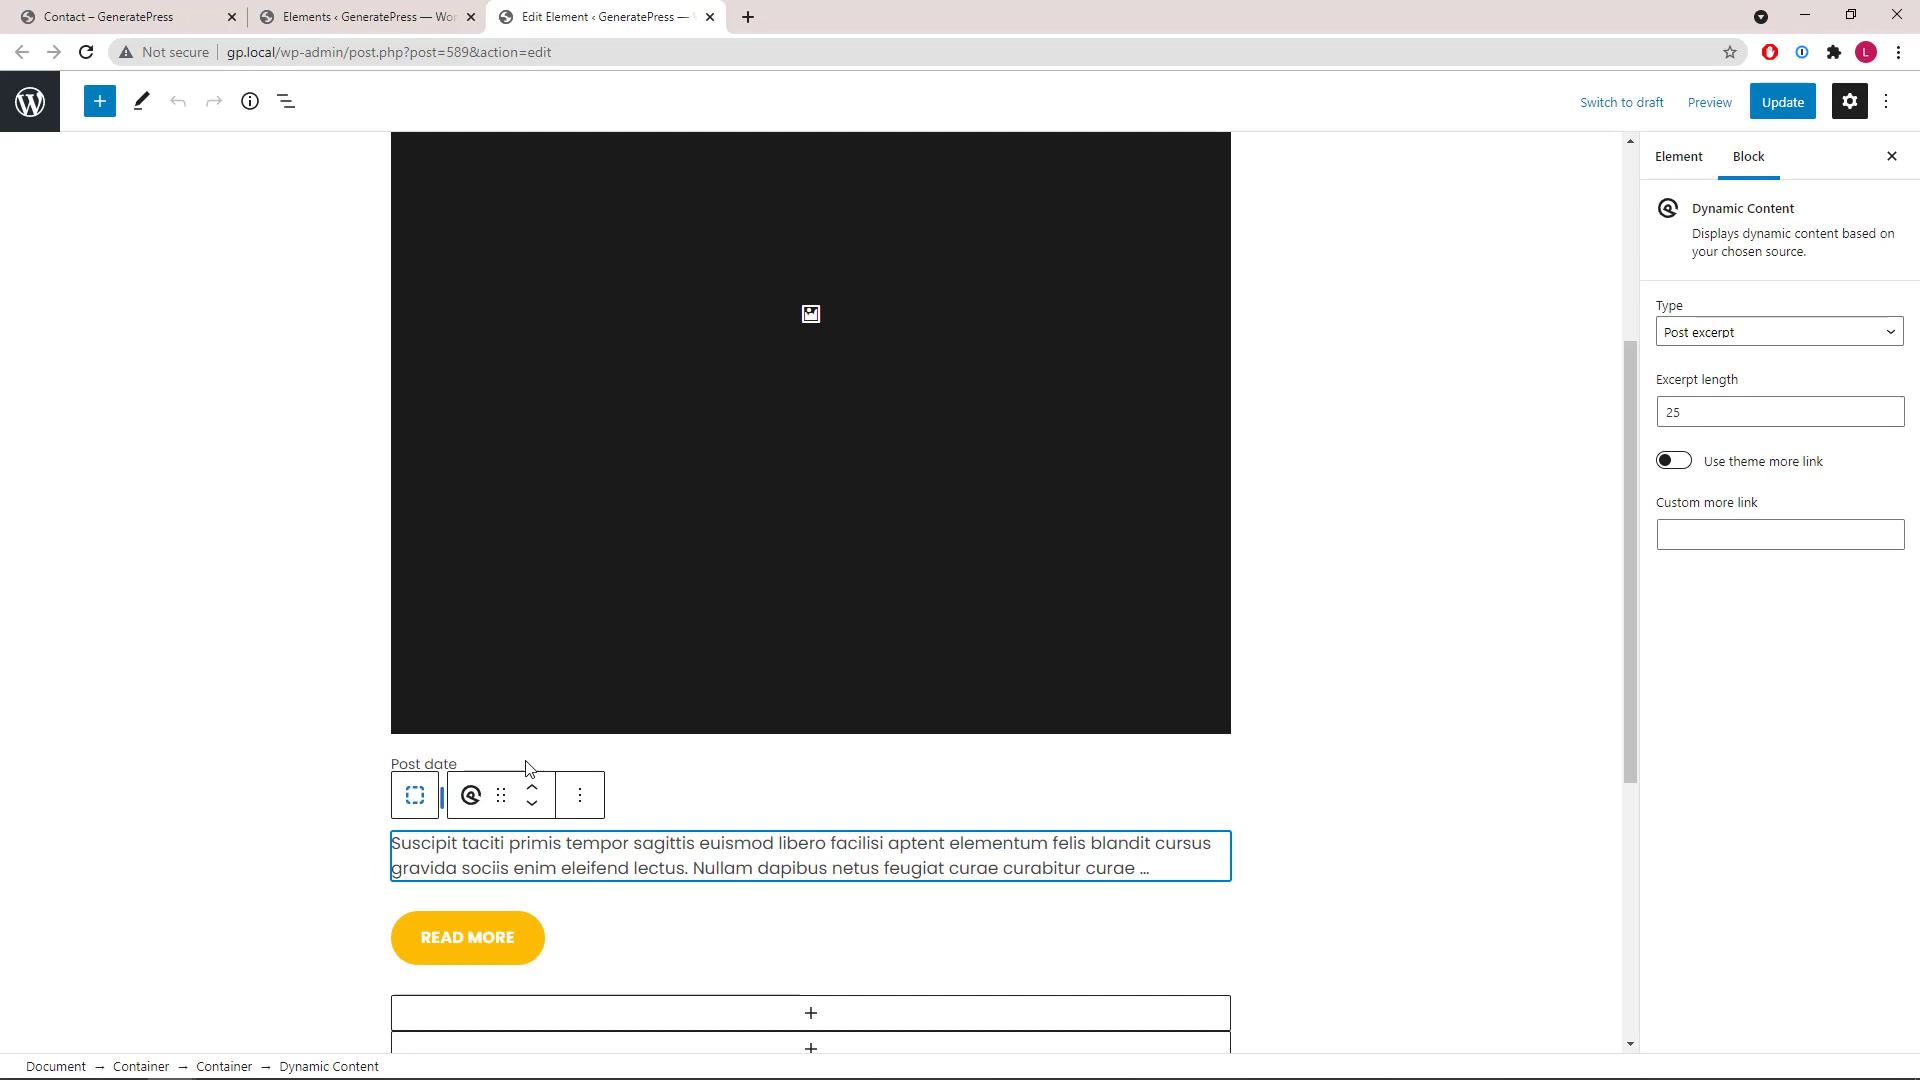 Contact – GeneratePress
Elements ‹ GeneratePress — Wor
Edit Element ‹ GeneratePress —
Not secure
gp.local/wp-admin/post.php?post=589&action=edit
L
Switch to draft
Preview
Update
Element
Block
Dynamic Content
Displays dynamic content based on
your chosen source.
Type
Post excerpt
Excerpt length
25
Use theme more link
Custom more link
Post date
Suscipit taciti primis tempor sagittis euismod libero facilisi aptent elementum felis blandit cursus
gravida sociis enim eleifend lectus. Nullam dapibus netus feugiat curae curabitur curae ...
READ MORE
Document → Container → Container → Dynamic Content